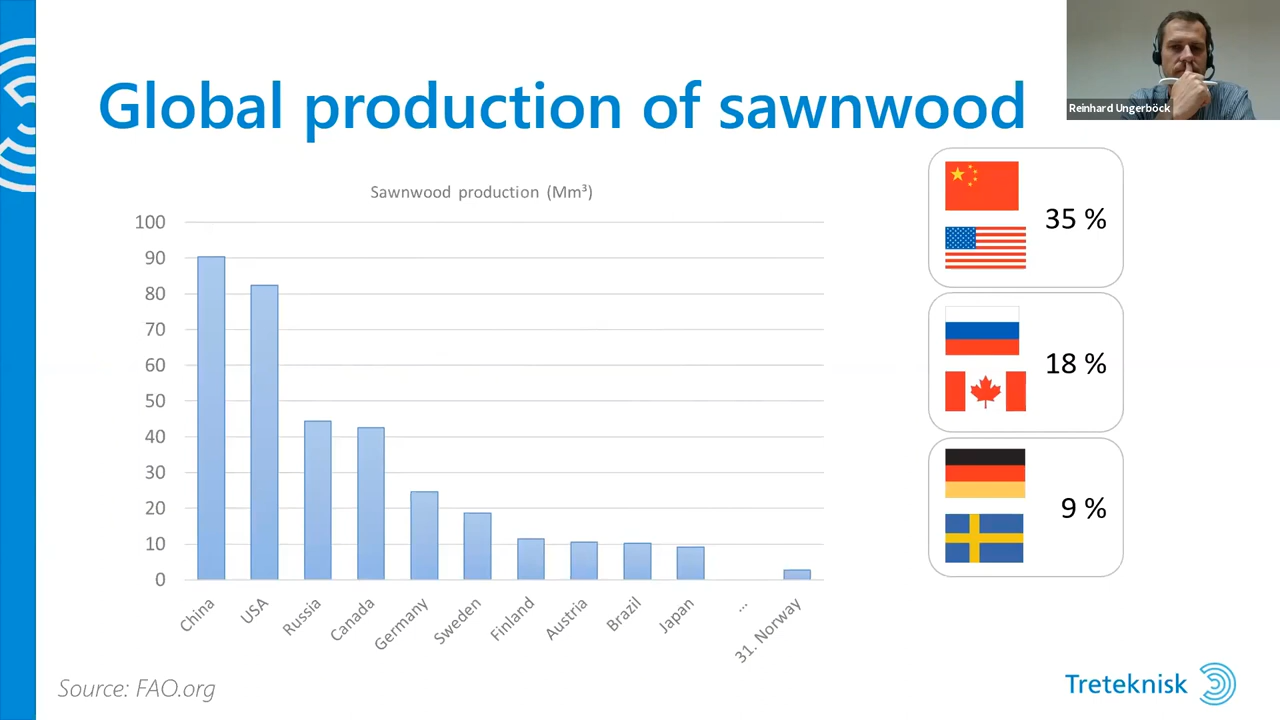 Global production of sawnwood
Reinhard Ungerböck
Sawnwood production (Mm³)
100
90
80
70
60
50
40
30
20
10
0
China
USA
Russia
Canada
Germany
Sweden
Finland
Austria
Brazil
Japan
...
31. Norway
35 %
18 %
9 %
Source: FAO.org
Treteknisk